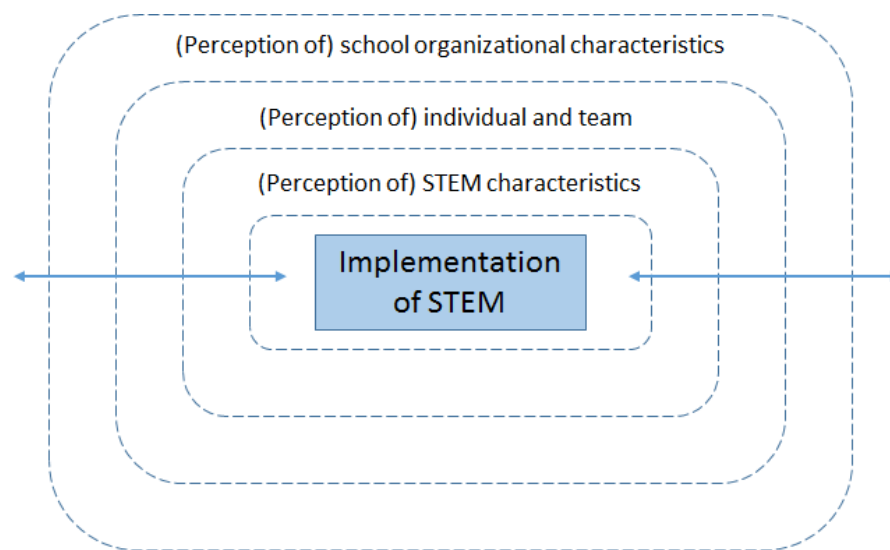 (Perception of) school organizational characteristics
(Perception of) individual and team
(Perception of) STEM characteristics
Implementation
of STEM